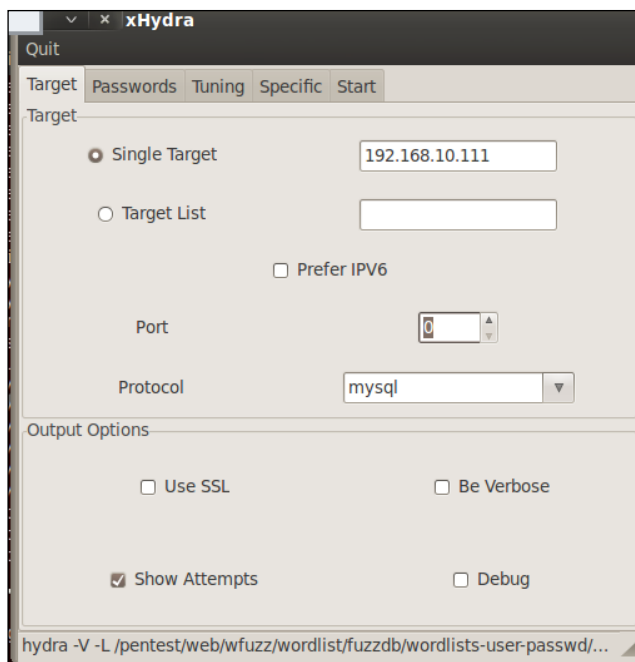 xHydra
Quit
Target Passwords Tuning Specific Start
Target
Single Target 192.168.10.111
Target List
Prefer IPV6
Port 0
Protocol mysql
Output Options
Use SSL Be Verbose
Show Attempts Debug
hydra -V -L /pentest/web/wfuzz/wordlist/fuzzdb/wordlists-user-passwd/...